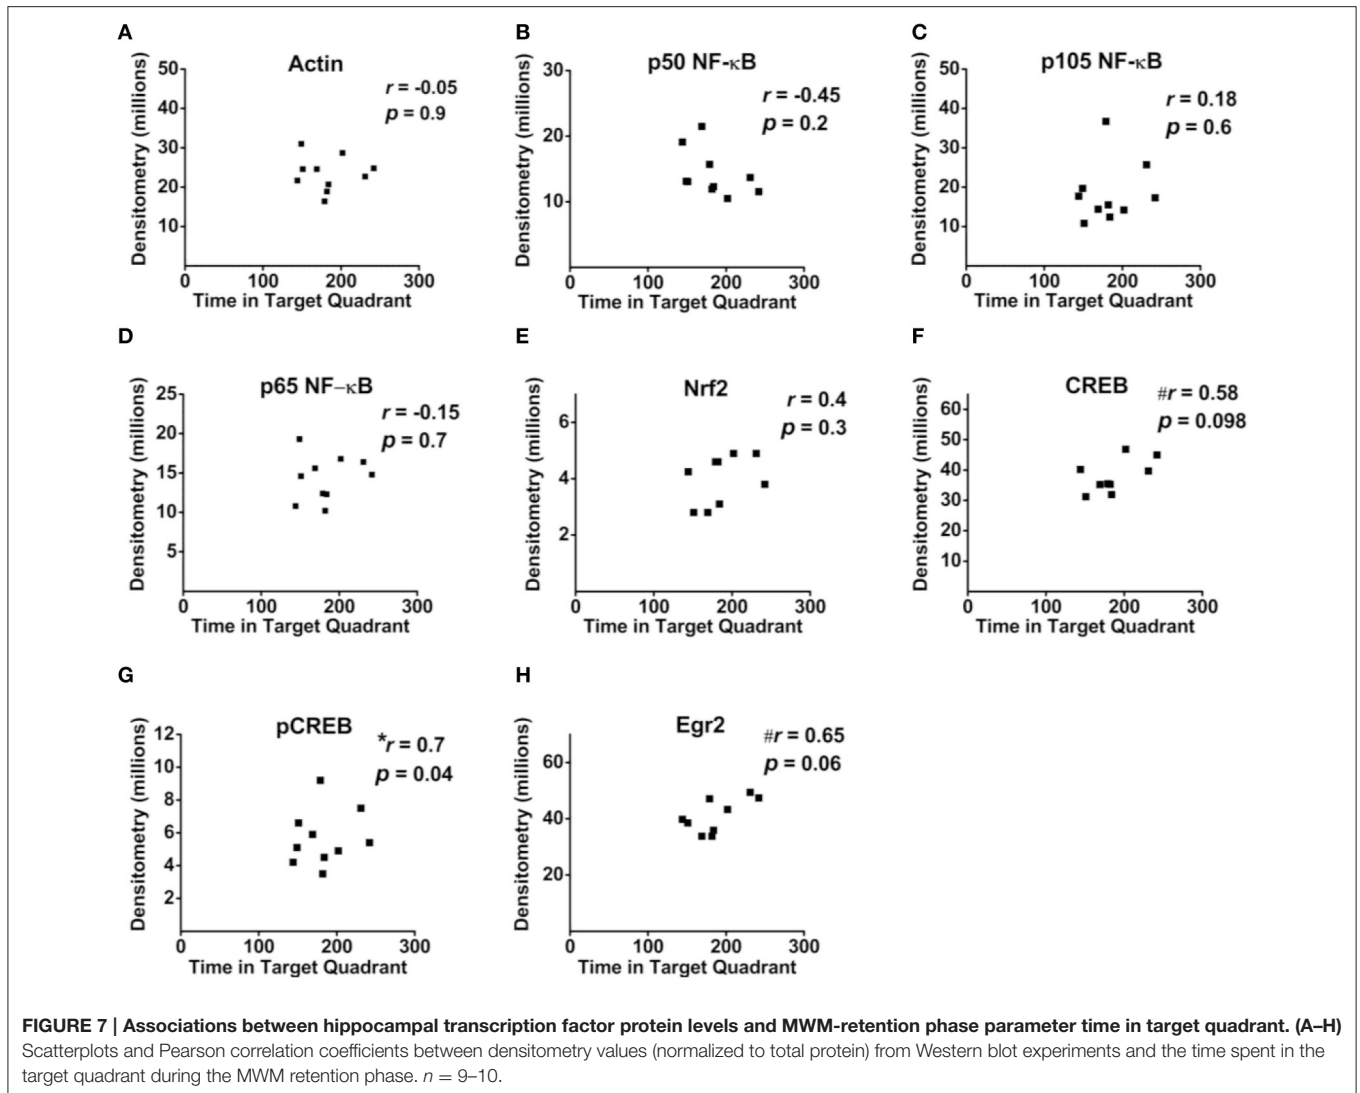 A
Actin
r = -0.05
p = 0.9
Densitometry (millions)
50
40
30
20
10
0
100
200
300
Time in Target Quadrant
B
p50 NF-κB
r = -0.45
p = 0.2
Densitometry (millions)
30
20
10
0
100
200
300
Time in Target Quadrant
C
p105 NF-κB
r = 0.18
p = 0.6
Densitometry (millions)
50
40
30
20
10
0
100
200
300
Time in Target Quadrant
D
p65 NF–κB
r = -0.15
p = 0.7
Densitometry (millions)
25
20
15
10
5
0
100
200
300
Time in Target Quadrant
E
Nrf2
r = 0.4
p = 0.3
Densitometry (millions)
6
4
2
0
100
200
300
Time in Target Quadrant
F
CREB
#r = 0.58
p = 0.098
Densitometry (millions)
60
50
40
30
20
10
0
100
200
300
Time in Target Quadrant
G
pCREB
*r = 0.7
p = 0.04
Densitometry (millions)
12
10
8
6
4
2
0
100
200
300
Time in Target Quadrant
H
Egr2
#r = 0.65
p = 0.06
Densitometry (millions)
60
40
20
0
100
200
300
Time in Target Quadrant
FIGURE 7 | Associations between hippocampal transcription factor protein levels and MWM-retention phase parameter time in target quadrant. (A–H)
Scatterplots and Pearson correlation coefficients between densitometry values (normalized to total protein) from Western blot experiments and the time spent in the
target quadrant during the MWM retention phase. n = 9–10.